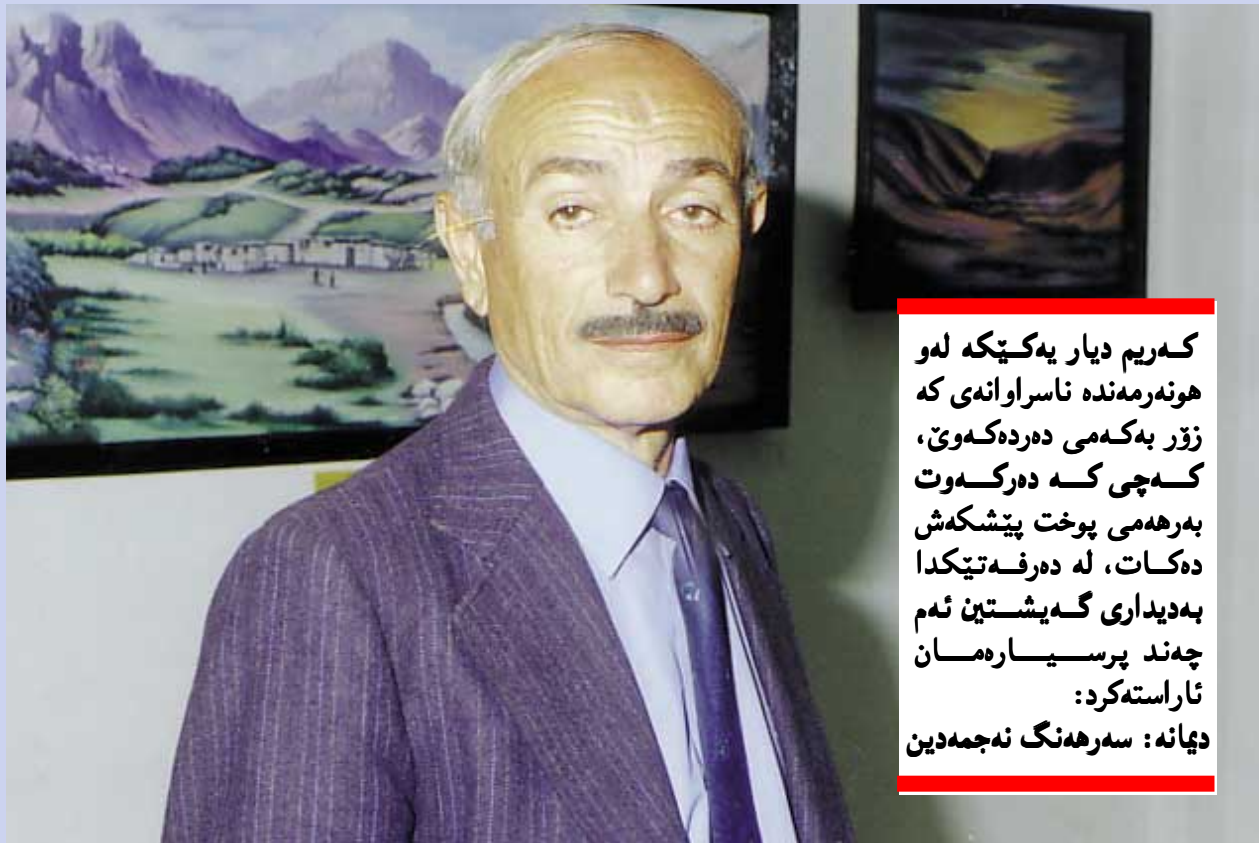 کەریم دیار یەکێکە لەو
هونەرمەندە ناسراوانەی کە
زۆر بەکەمی دەردەکەوێ،
کەچی کە دەرکەوت
بەرهەمی پوخت پێشکەش
دەکات، لە دەرفەتێکدا
بەدیداری گەیشتین ئەم
چەند پرسیارەمان
ئاراستەکرد:
دیمانە: سەرهەنگ نەجمەدین